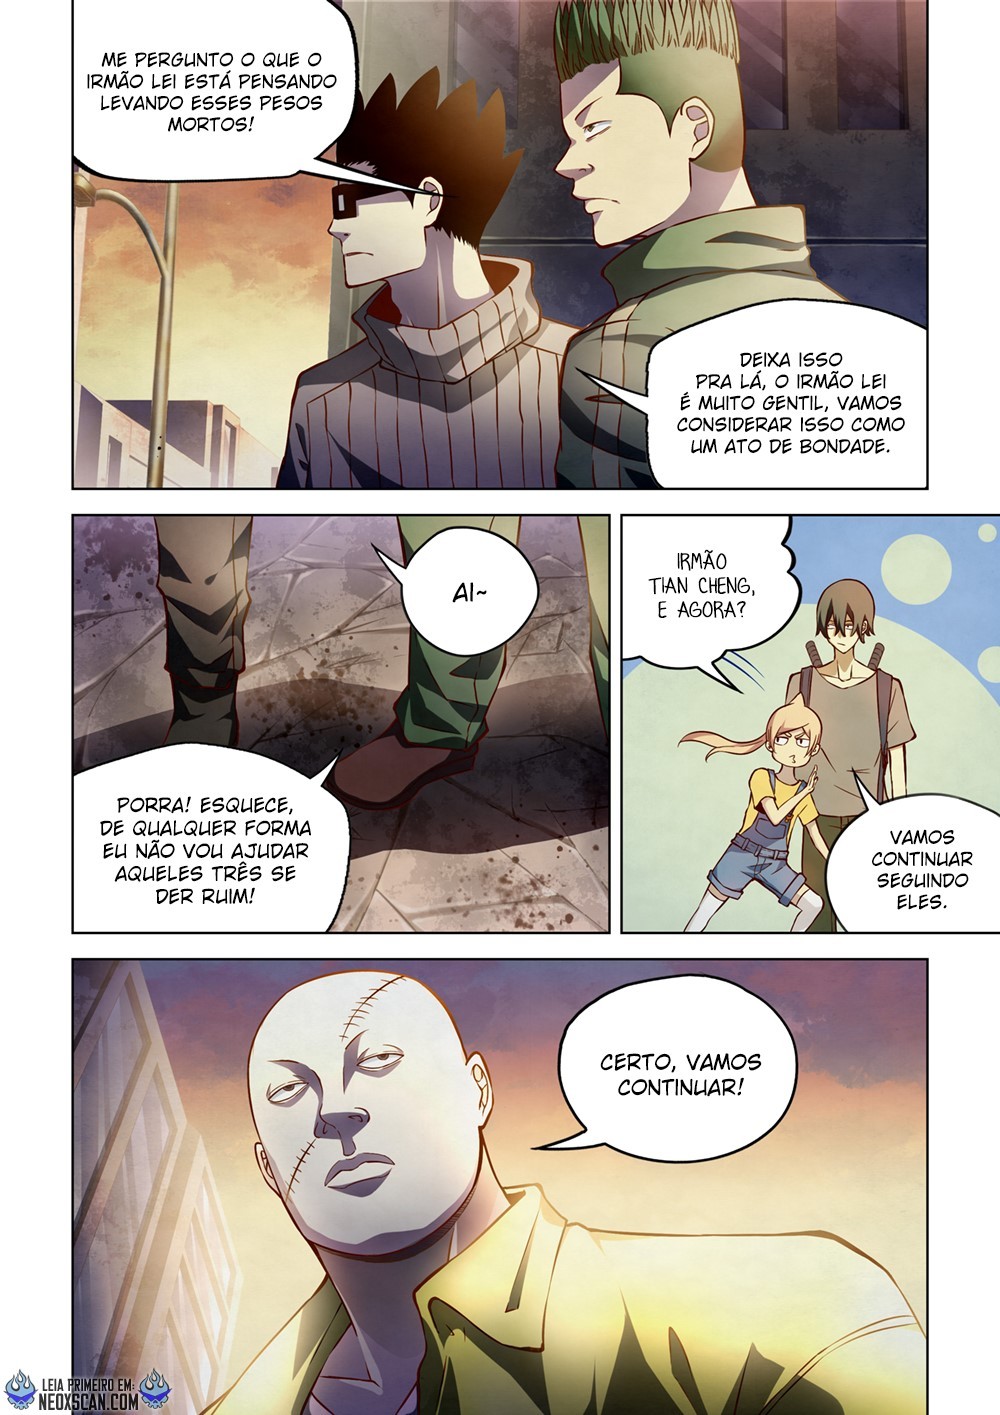 ME PERGUNTO O QUE O
IRMÃO LEI ESTÁ PENSANDO
LEVANDO ESSES PESOS
MORTOS!
DEIXA ISSO
PRA LÁ, O IRMÃO LEI
É MUITO GENTIL, VAMOS
CONSIDERAR ISSO COMO
UM ATO DE BONDADE.
AI~
PORRA! ESQUECE,
DE QUALQUER FORMA
EU NÃO VOU AJUDAR
AQUELES TRÊS SE
DER RUIM!
IRMÃO
TIAN CHENG,
E AGORA?
VAMOS
CONTINUAR
SEGUINDO
ELES.
CERTO, VAMOS
CONTINUAR!
LEIA PRIMEIRO EM:
NEOXSCAN.COM